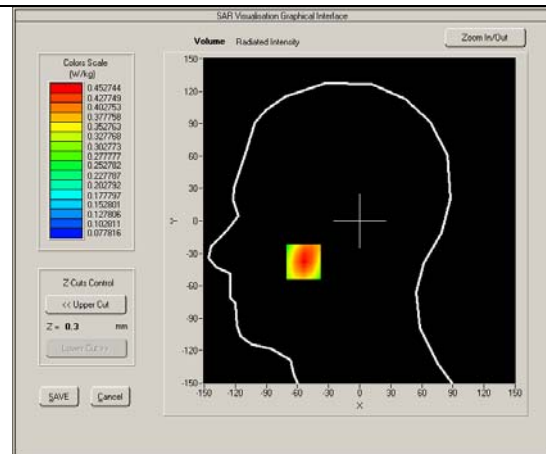 SAR Visualisation Graphical Interface
Volume Radiated Intensity
Zoom In/Out
Colors Scale
(W/kg)
0.452744
0.427749
0.402753
0.377758
0.352763
0.327768
0.302773
0.277777
0.252782
0.227787
0.202792
0.177797
0.152801
0.127806
0.102811
0.077816
Z-Cuts Control
<< Upper Cut
Z = 0.3 mm
Lower Cut >>
SAVE
Cancel
150
120
90
60
30
0
-30
-60
-90
-120
-150
Y
-150 -120 -90 -60 -30 0 30 60 90 120 150
X